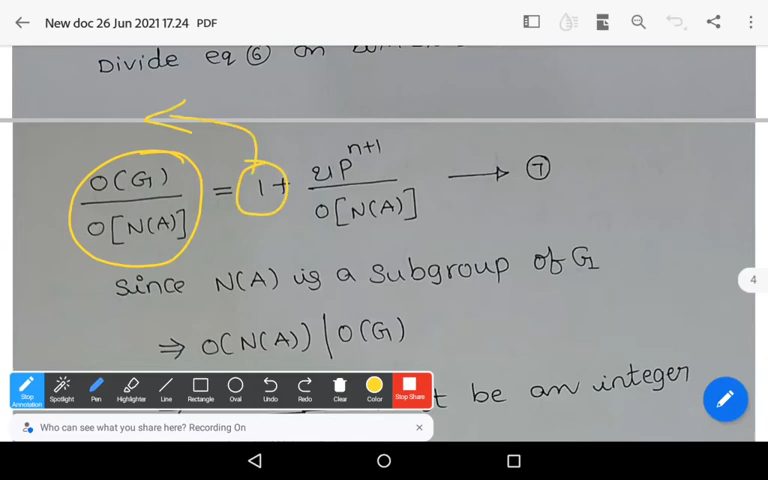 New doc 26 Jun 2021 17.24 PDF
Divide eq ⑥ on
O(G)/O[N(A)] = 1 + up^{n+1}/O[N(A)] → ⑦
Since N(A) is a subgroup of G
⇒ O(N(A)) | O(G)
4
be an integer
Stop Annotation Spotlight Pen Highlighter Line Rectangle Oval Undo Redo Clear Color Stop Share
Who can see what you share here? Recording On